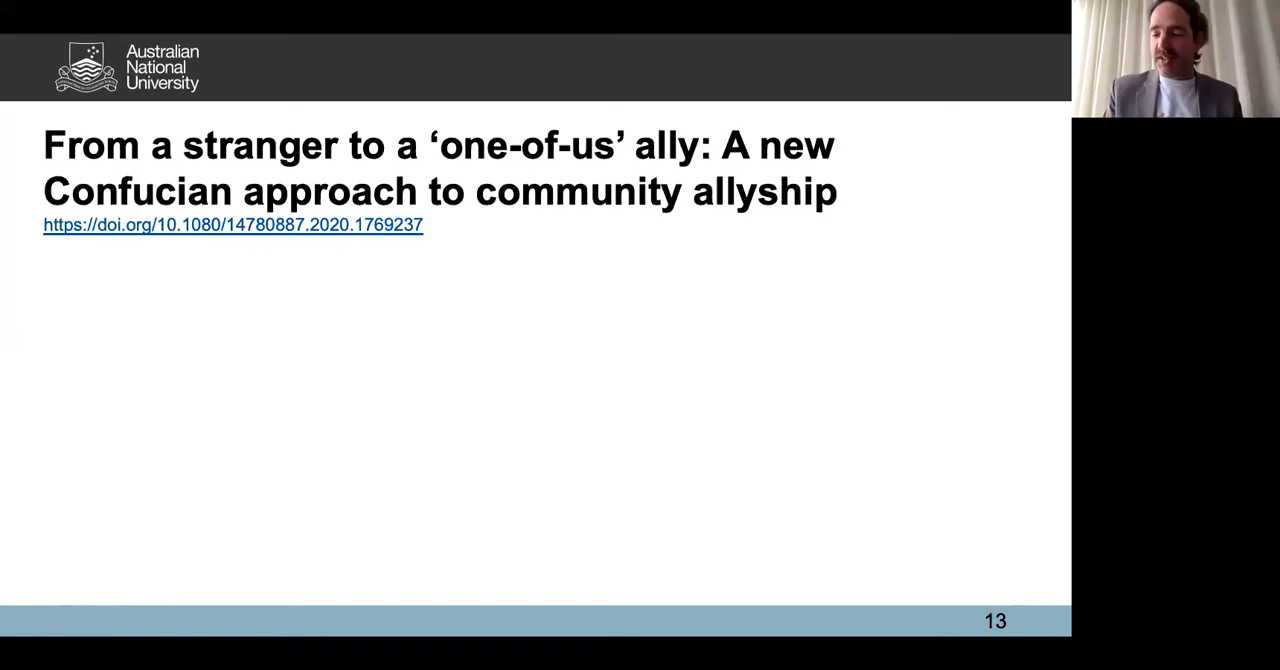 Australian
National
University
From a stranger to a ‘one-of-us’ ally: A new
Confucian approach to community allyship
https://doi.org/10.1080/14780887.2020.1769237
13